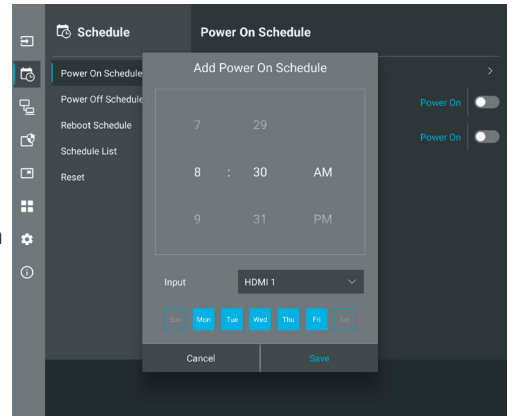 Schedule
Power On Schedule
Power On Schedule
Power Off Schedule
Reboot Schedule
Schedule List
Reset
Add Power On Schedule
7 29
8 : 30 AM
9 31 PM
Input HDMI 1
Sun Mon Tue Wed Thu Fri Sat
Cancel Save
Power On
Power On